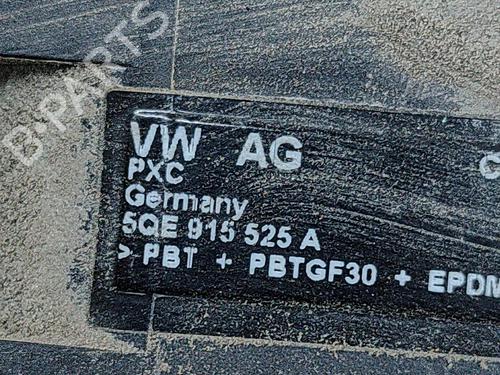 B-PARTS
VW AG C
PXC
Germany
5QE 915 525 A
>PBT + PBTGF30 + EPDM